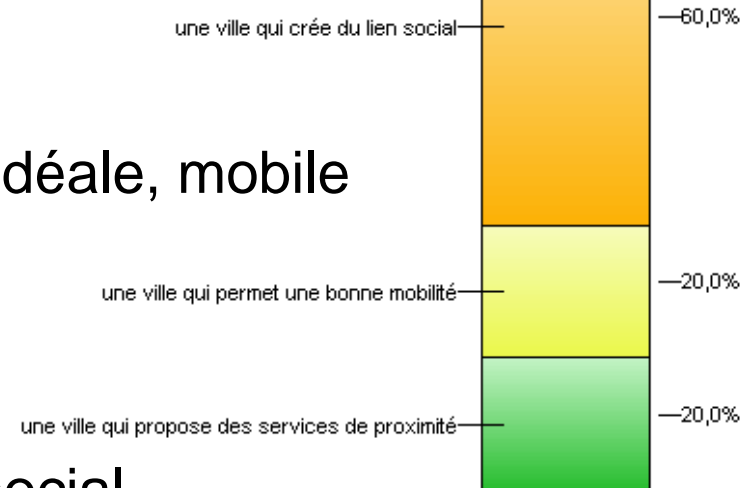 une ville qui crée du lien social
60,0%
déale, mobile
une ville qui permet une bonne mobilité
20,0%
une ville qui propose des services de proximité
20,0%